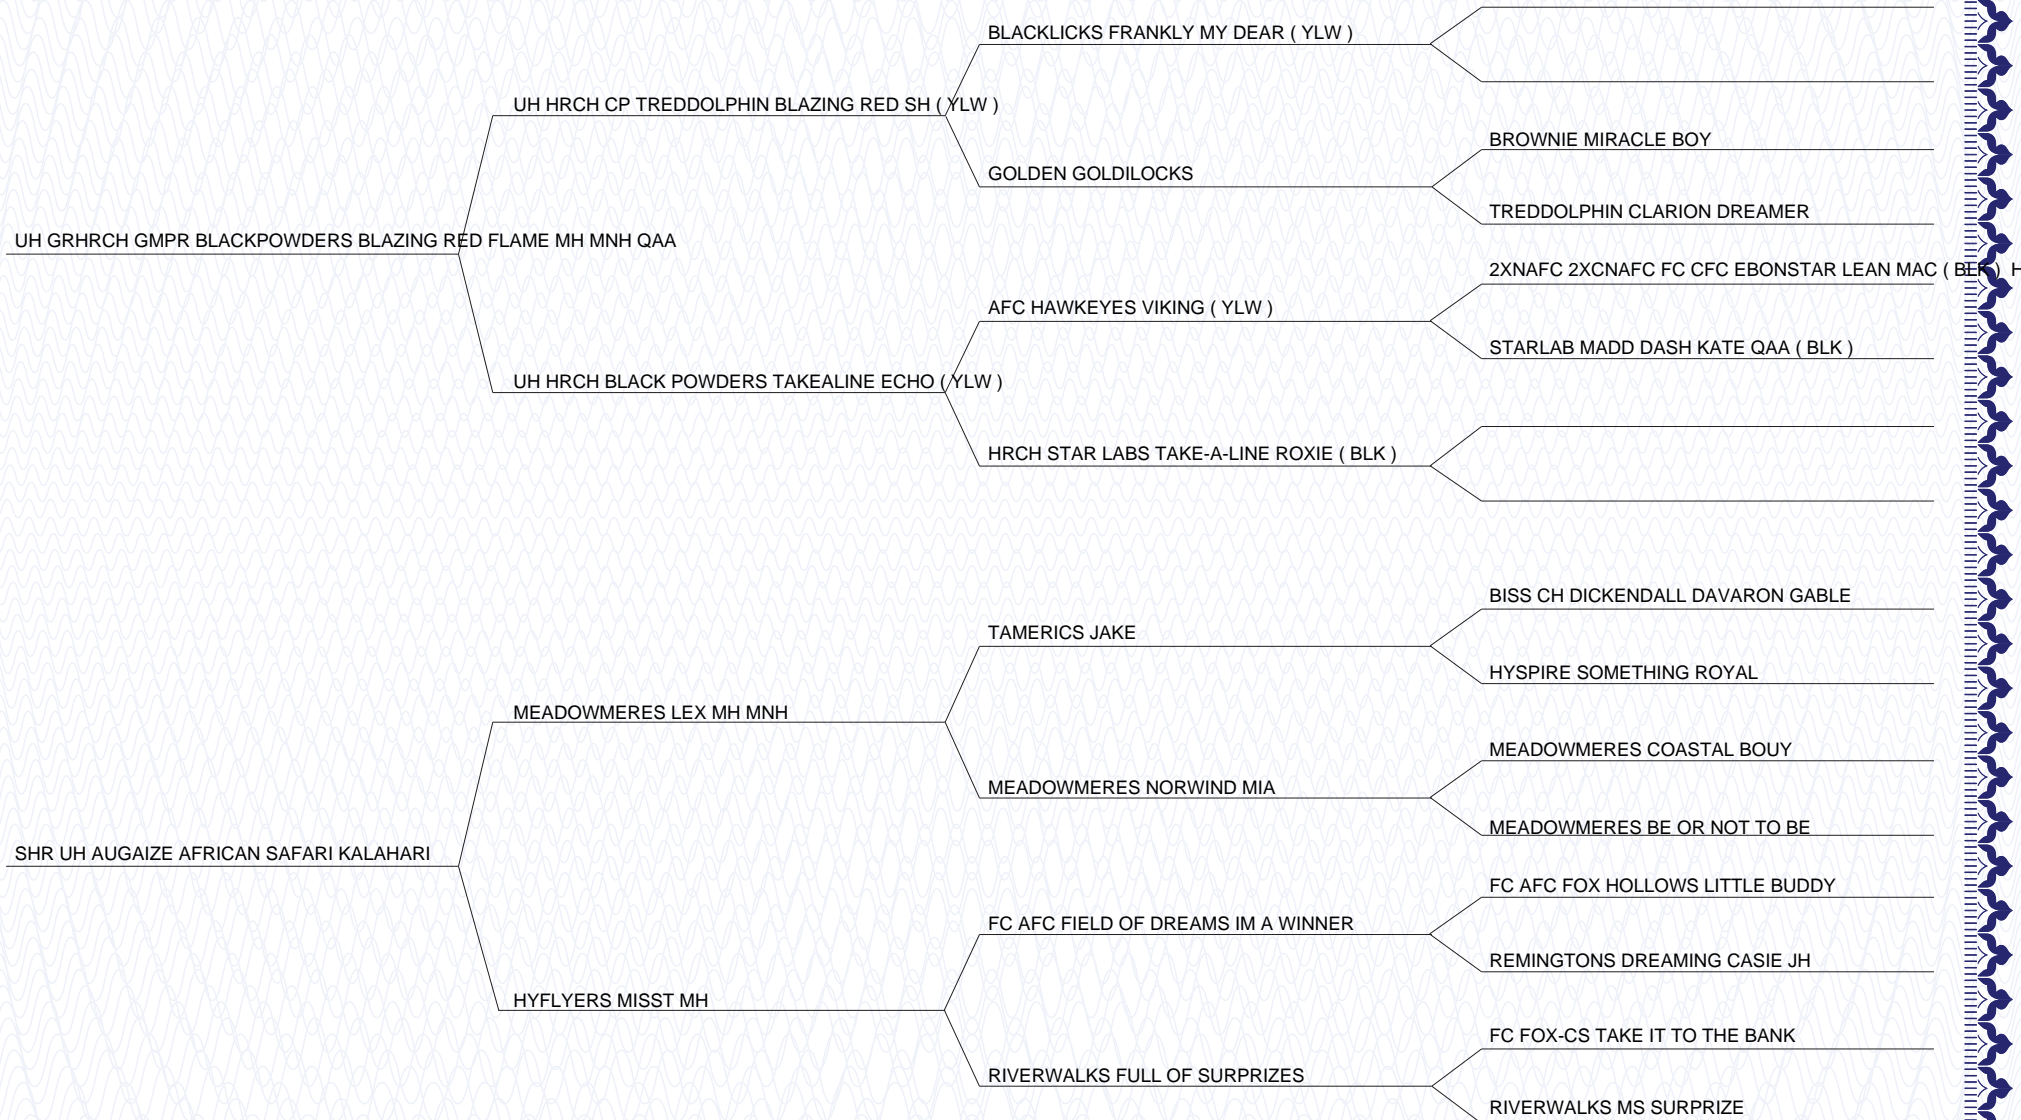 BLACKLICKS FRANKLY MY DEAR ( YLW )
UH HRCH CP TREDDOLPHIN BLAZING RED SH ( YLW )
BROWNIE MIRACLE BOY
GOLDEN GOLDILOCKS
TREDDOLPHIN CLARION DREAMER
UH GRHRCH GMPR BLACKPOWDERS BLAZING RED FLAME MH MNH QAA
2XNAFC 2XCNAFC FC CFC EBONSTAR LEAN MAC ( BLK ) H
AFC HAWKEYES VIKING ( YLW )
STARLAB MADD DASH KATE QAA ( BLK )
UH HRCH BLACK POWDERS TAKEALINE ECHO ( YLW )
HRCH STAR LABS TAKE-A-LINE ROXIE ( BLK )
BISS CH DICKENDALL DAVARON GABLE
TAMERICS JAKE
HYSPIRE SOMETHING ROYAL
MEADOWMERES LEX MH MNH
MEADOWMERES COASTAL BOUY
MEADOWMERES NORWIND MIA
MEADOWMERES BE OR NOT TO BE
SHR UH AUGAIZE AFRICAN SAFARI KALAHARI
FC AFC FOX HOLLOWS LITTLE BUDDY
FC AFC FIELD OF DREAMS IM A WINNER
REMINGTONS DREAMING CASIE JH
HYFLYERS MISST MH
FC FOX-CS TAKE IT TO THE BANK
RIVERWALKS FULL OF SURPRIZES
RIVERWALKS MS SURPRIZE